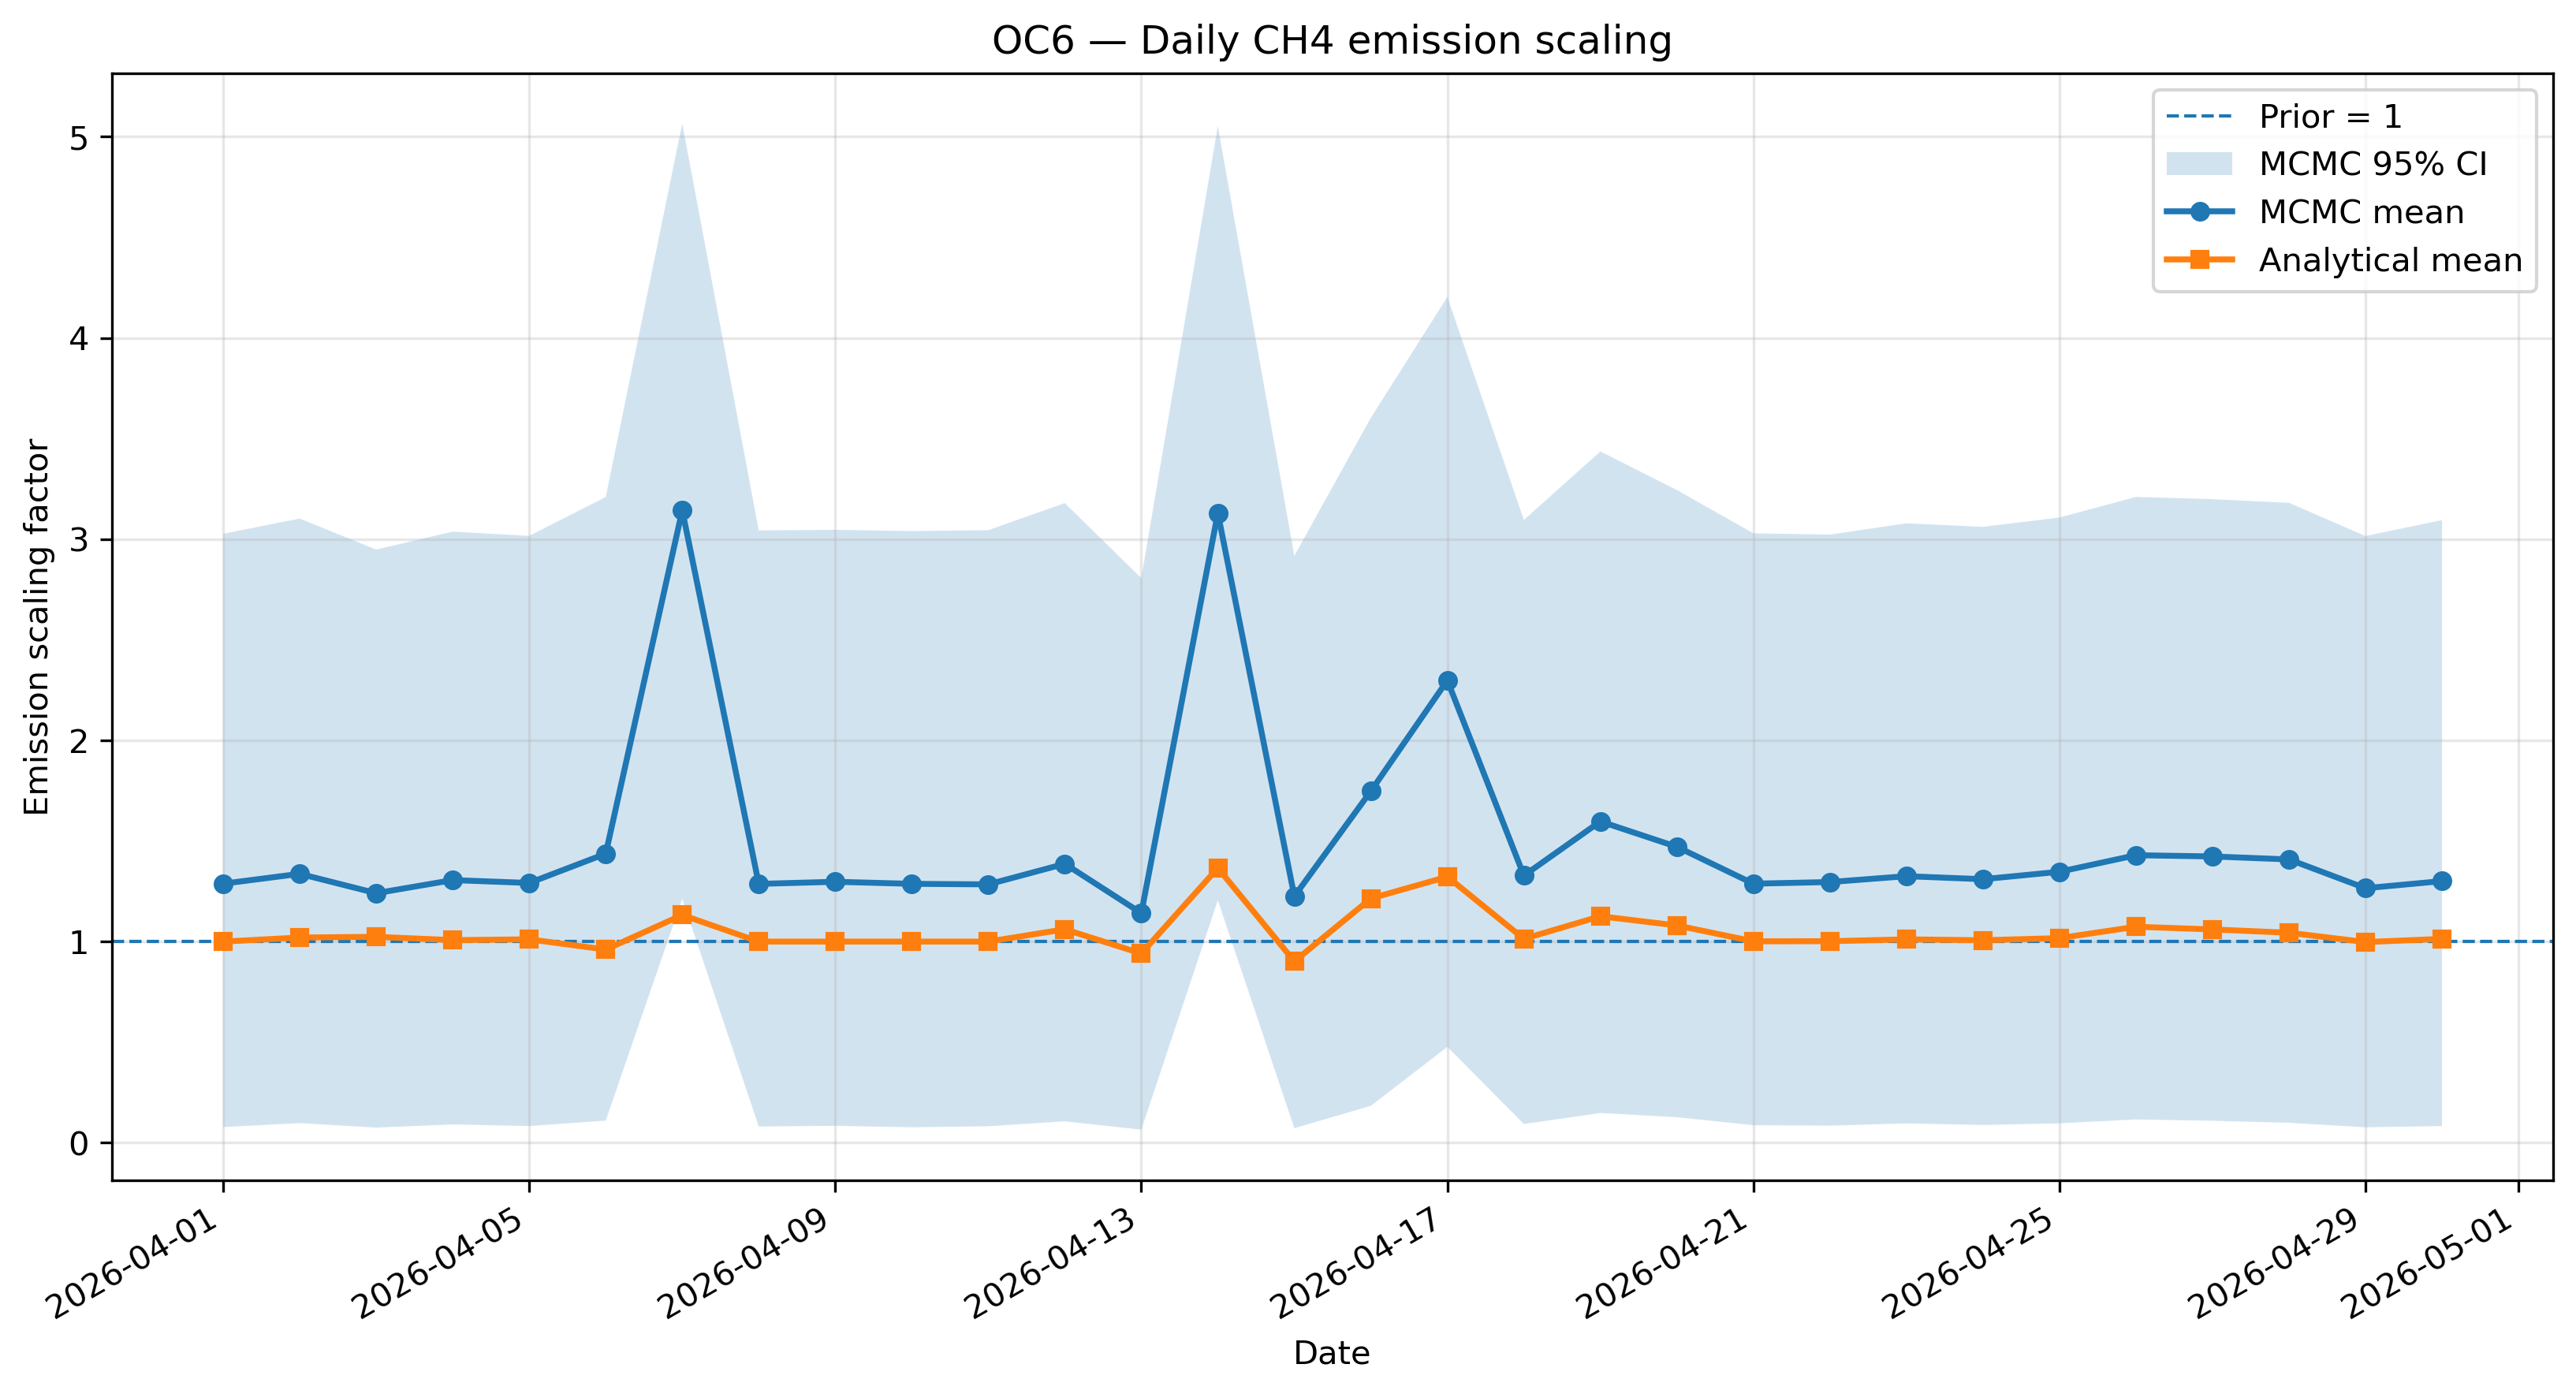 OC6 — Daily CH4 emission scaling
Prior = 1
MCMC 95% CI
MCMC mean
Analytical mean
Emission scaling factor
5
4
3
2
1
0
2026-04-01
2026-04-05
2026-04-09
2026-04-13
2026-04-17
2026-04-21
2026-04-25
2026-04-29
2026-05-01
Date